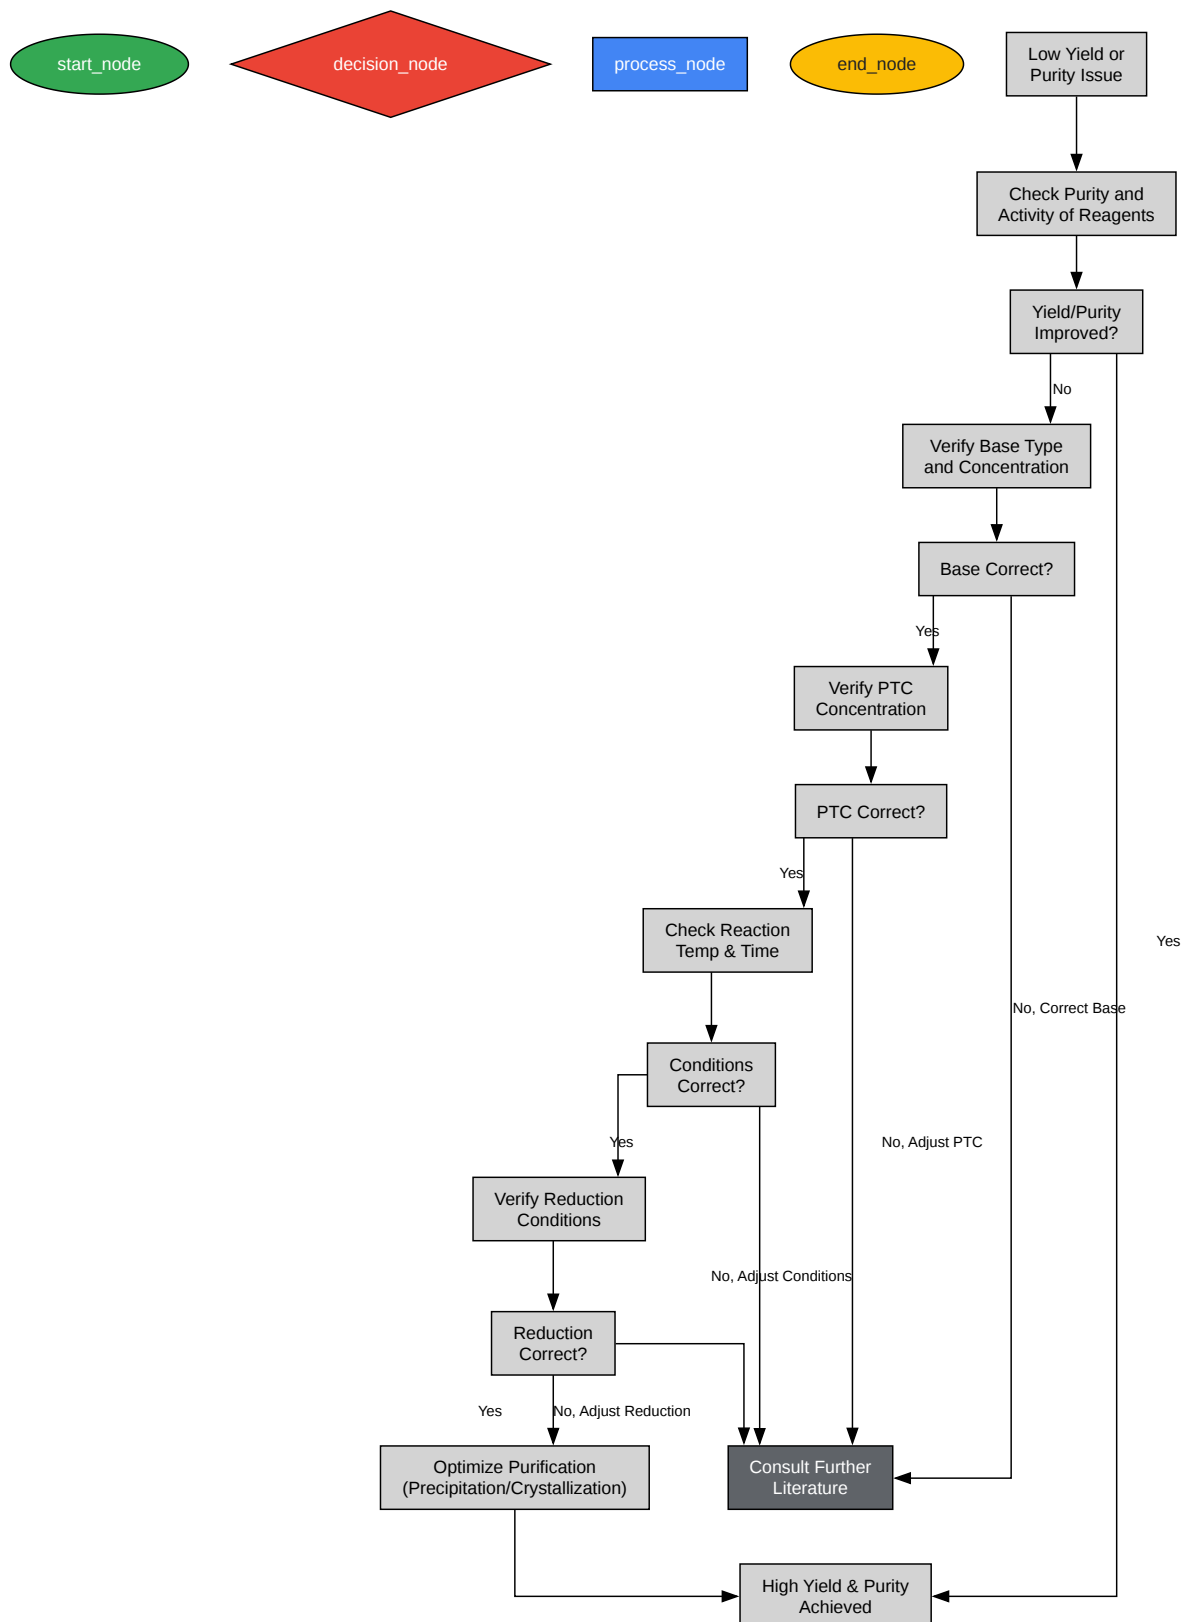 start_node
decision_node
process_node
end_node
Low Yield or
Purity Issue
Check Purity and
Activity of Reagents
Yield/Purity
Improved?
No
Verify Base Type
and Concentration
Base Correct?
Yes
Verify PTC
Concentration
PTC Correct?
Yes
Check Reaction
Temp & Time
Yes
No, Correct Base
Conditions
Correct?
Yes
No, Adjust PTC
Verify Reduction
Conditions
No, Adjust Conditions
Reduction
Correct?
Yes
No, Adjust Reduction
Optimize Purification
(Precipitation/Crystallization)
Consult Further
Literature
High Yield & Purity
Achieved